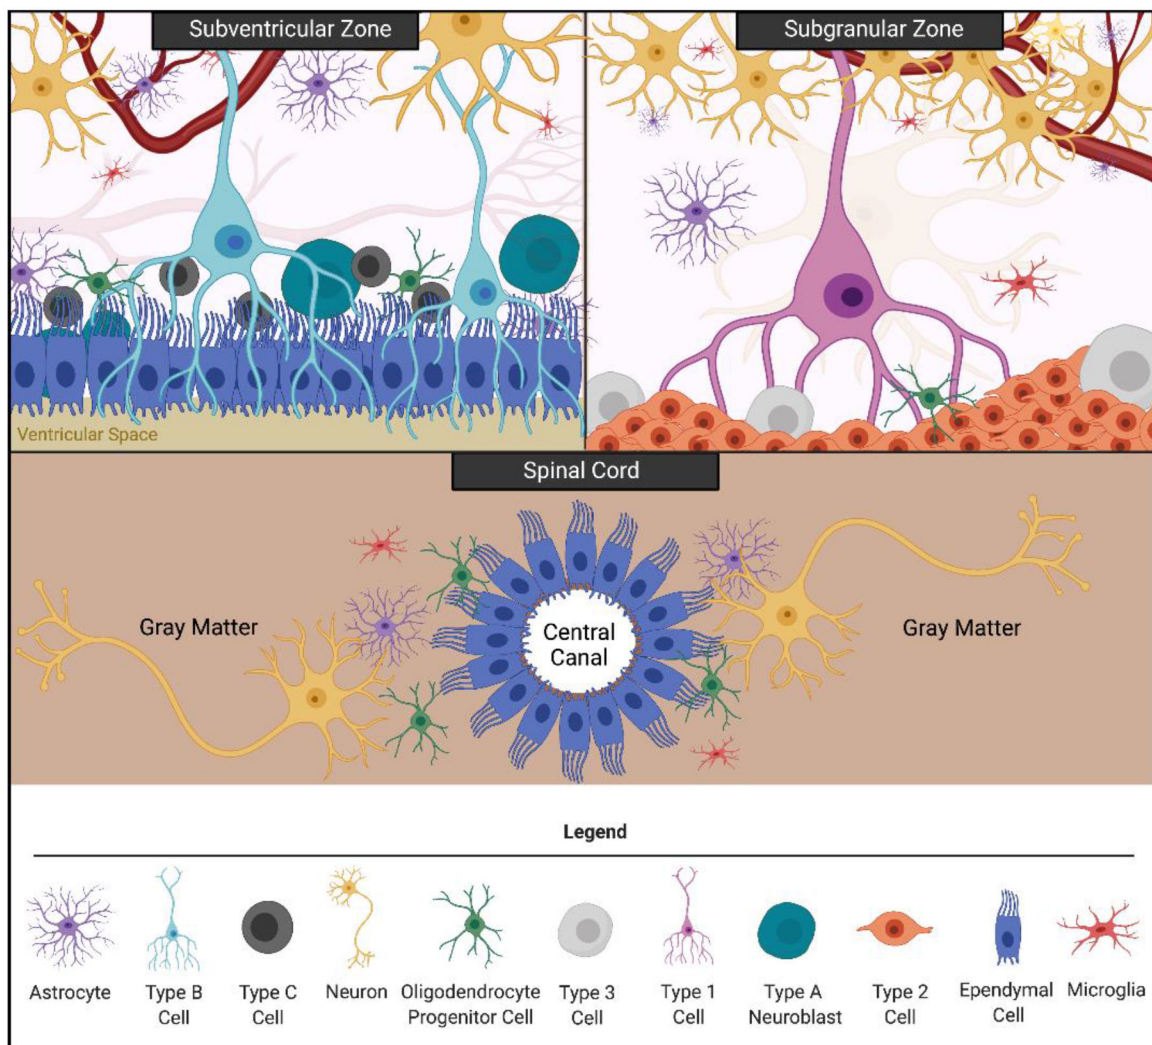 Subventricular Zone
Subgranular Zone
Ventricular Space
Spinal Cord
Gray Matter
Central
Canal
Gray Matter
Legend
Astrocyte
Type B
Cell
Type C
Cell
Neuron
Oligodendrocyte
Progenitor Cell
Type 3
Cell
Type 1
Cell
Type A
Neuroblast
Type 2
Cell
Ependymal
Cell
Microglia